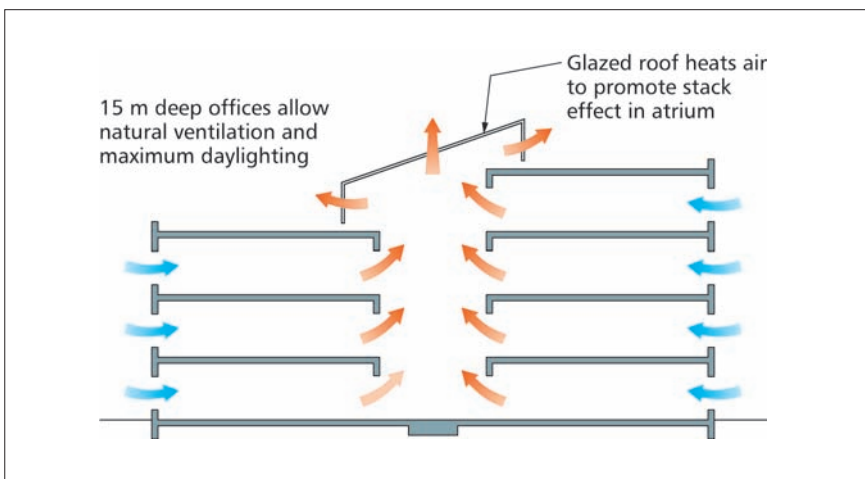 15 m deep offices allow
natural ventilation and
maximum daylighting
Glazed roof heats air
to promote stack
effect in atrium